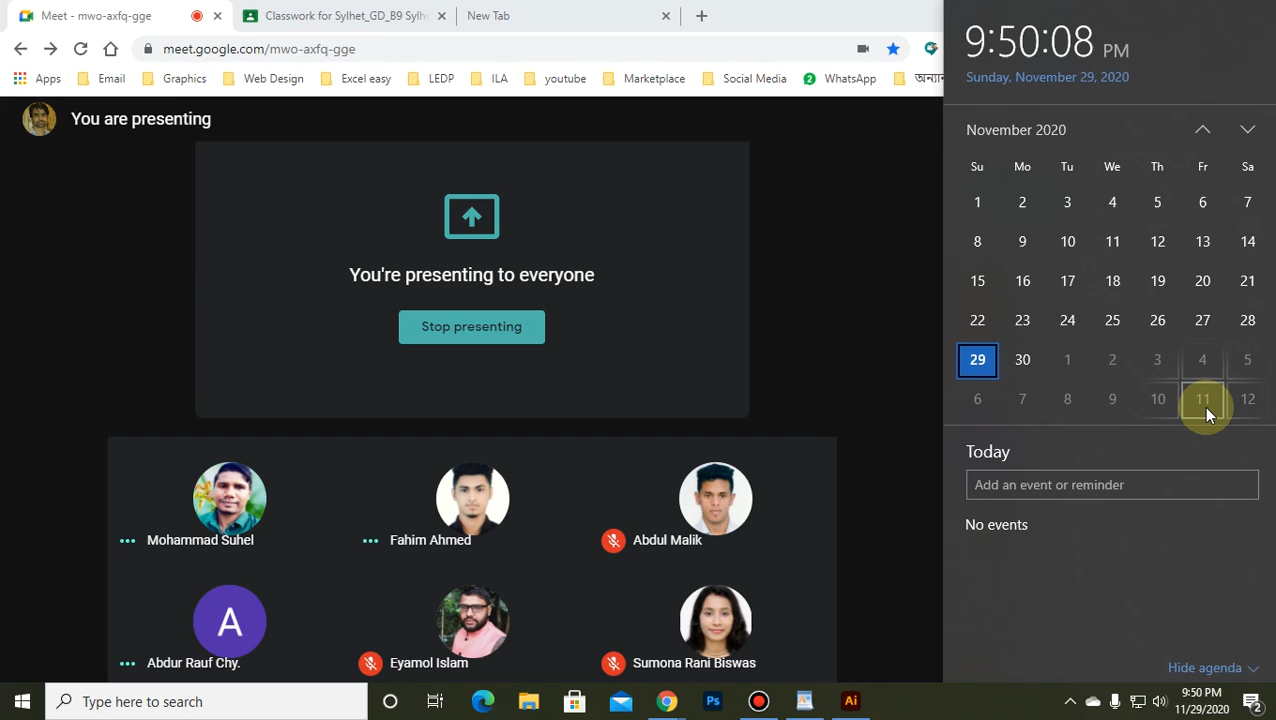 Meet - mwo-axfq-gge
Classwork for Sylhet_GD_B9 Sylhe
New Tab
meet.google.com/mwo-axfq-gge
Apps Email Graphics Web Design Excel easy LEDP ILA youtube Marketplace Social Media 2 WhatsApp অন্যান
You are presenting
You're presenting to everyone
Stop presenting
Mohammad Suhel Fahim Ahmed Abdul Malik
A
Abdur Rauf Chy. Eyamol Islam Sumona Rani Biswas
9:50:08 PM
Sunday, November 29, 2020
November 2020
Su Mo Tu We Th Fr Sa
1 2 3 4 5 6 7
8 9 10 11 12 13 14
15 16 17 18 19 20 21
22 23 24 25 26 27 28
29 30 1 2 3 4 5
6 7 8 9 10 11 12
Today
Add an event or reminder
No events
Hide agenda
Type here to search
Ps
Ai
9:50 PM
11/29/2020
2